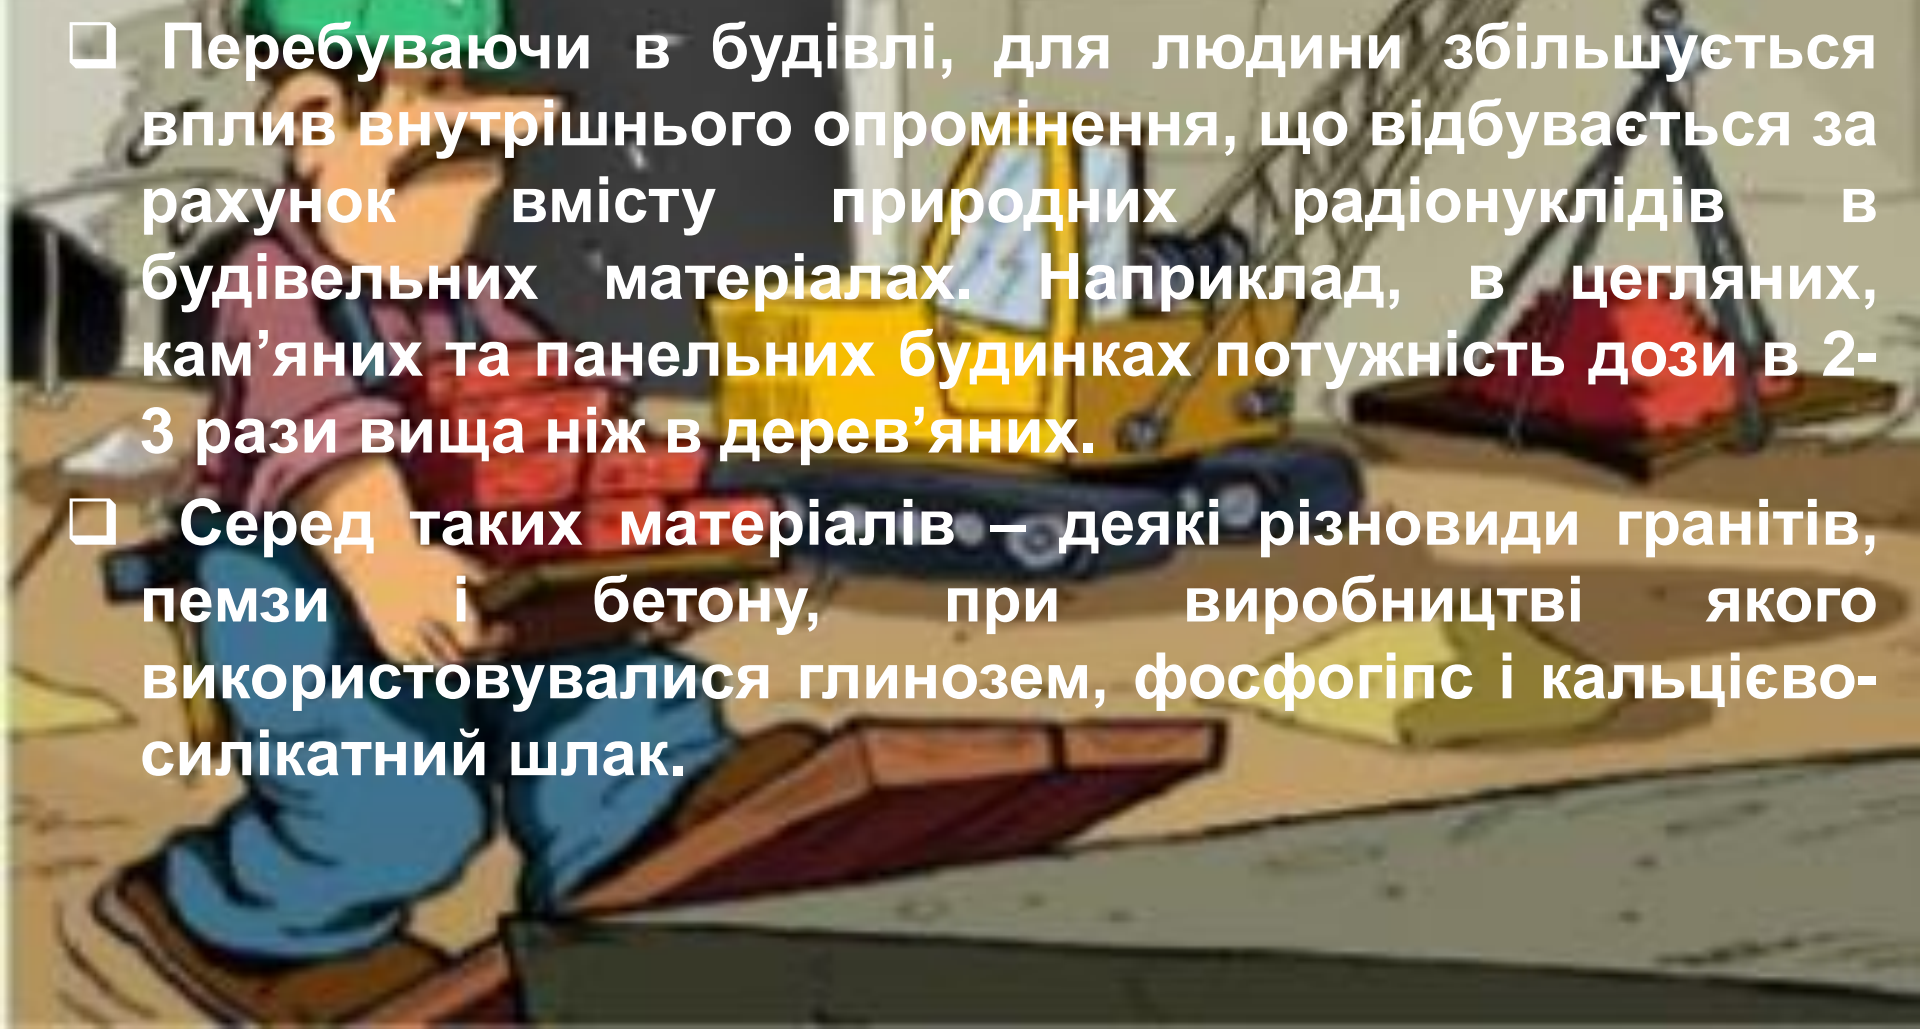 ❑ Перебуваючи в будівлі, для людини збільшується
вплив внутрішнього опромінення, що відбувається за
рахунок вмісту природних радіонуклідів в
будівельних матеріалах. Наприклад, в цегляних,
кам’яних та панельних будинках потужність дози в 2-
3 рази вища ніж в дерев’яних.
❑ Серед таких матеріалів – деякі різновиди гранітів,
пемзи і бетону, при виробництві якого
використовувалися глинозем, фосфогіпс і кальцієво-
силікатний шлак.